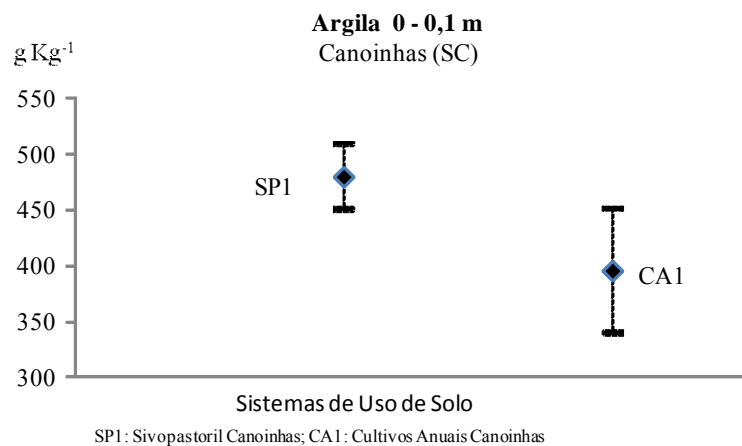 Argila 0 - 0,1 m
Canoinhas (SC)
g Kg⁻¹
550
500
450
400
350
300
SP1
CA1
Sistemas de Uso de Solo
SP1: Sivopastoril Canoinhas; CA1: Cultivos Anuais Canoinhas